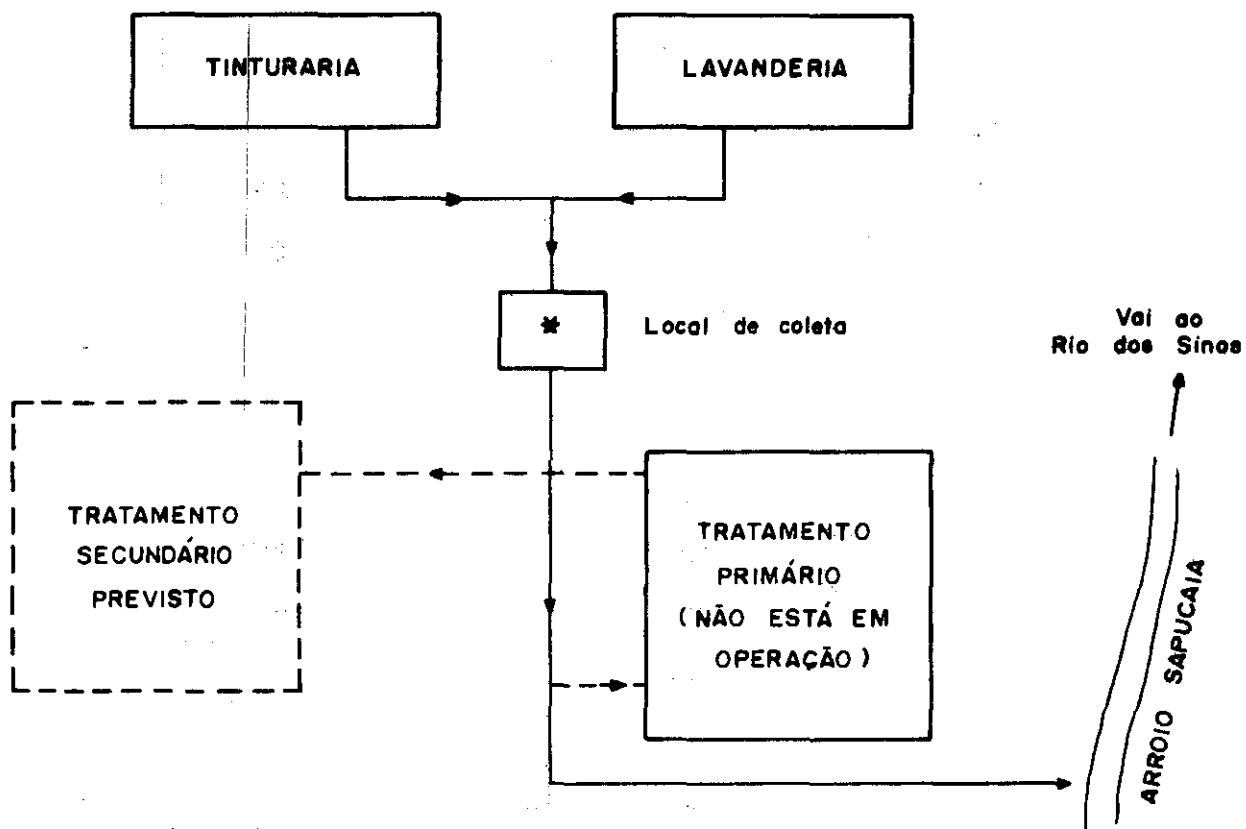 TINTURARIA
LAVANDERIA
*
Local de coleta
Vai ao
Rio dos Sinos
TRATAMENTO
SECUNDÁRIO
PREVISTO
TRATAMENTO
PRIMÁRIO
(NÃO ESTÁ EM
OPERAÇÃO)
ARROIO SAPUCAIA